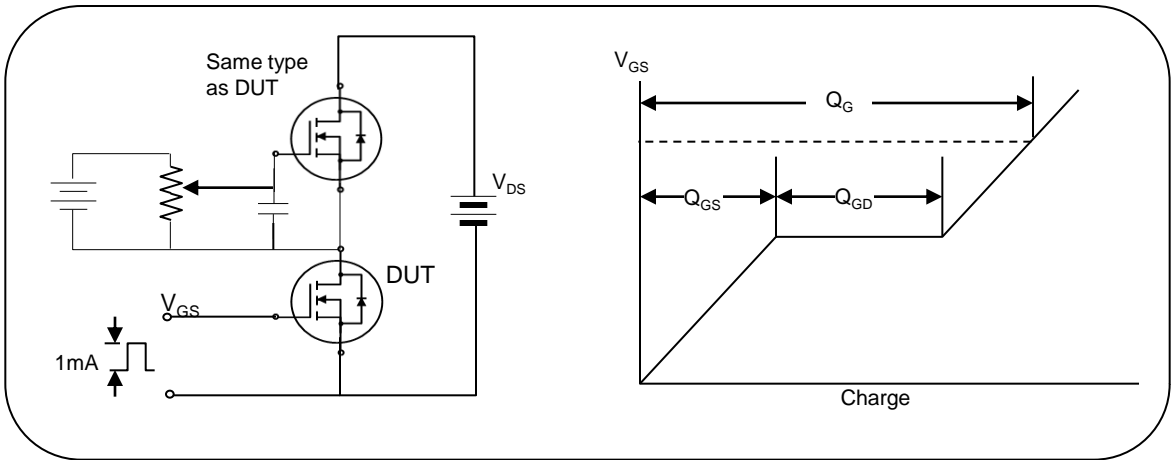 Same type
as DUT
V_DS
DUT
V_GS
1mA
V_GS
Q_G
Q_GS
Q_GD
Charge